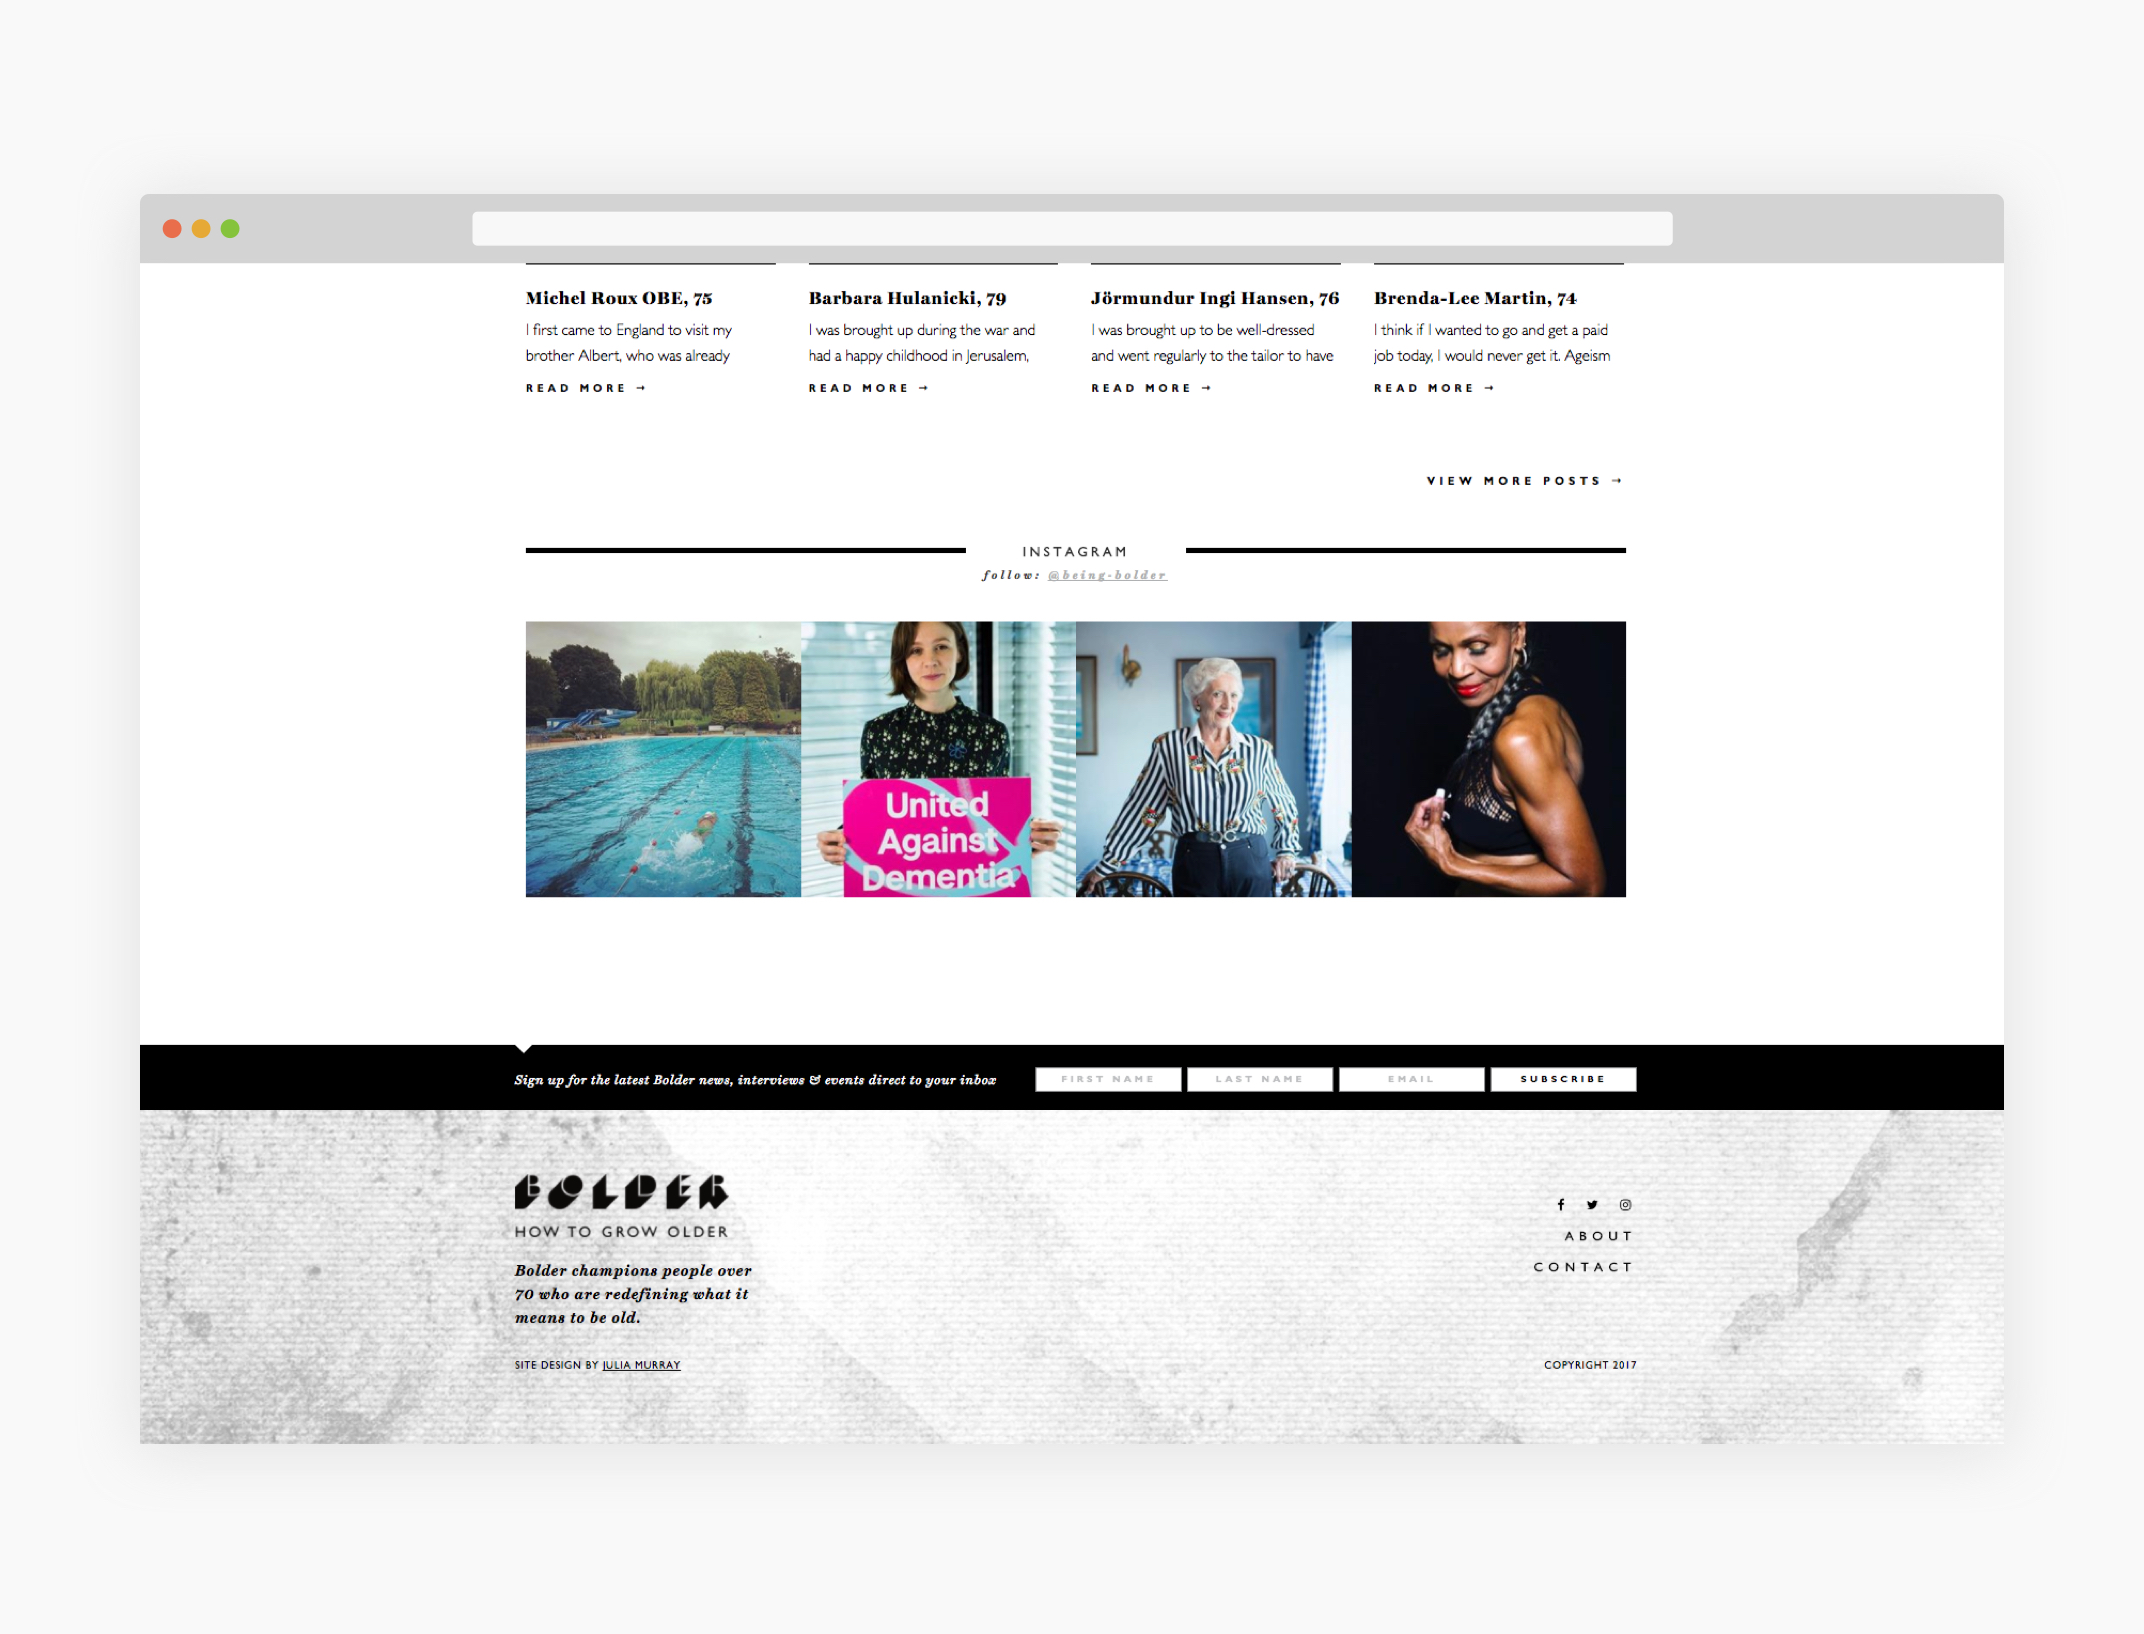 Michel Roux OBE, 75
I first came to England to visit my
brother Albert, who was already
READ MORE →
Barbara Hulanicki, 79
I was brought up during the war and
had a happy childhood in Jerusalem,
READ MORE →
Jörmundur Ingi Hansen, 76
I was brought up to be well-dressed
and went regularly to the tailor to have
READ MORE →
Brenda-Lee Martin, 74
I think if I wanted to go and get a paid
job today, I would never get it. Ageism
READ MORE →
VIEW MORE POSTS →
INSTAGRAM
follow: @being-bolder
United
Against
Dementia
Sign up for the latest Bolder news, interviews & events direct to your inbox
FIRST NAME
LAST NAME
EMAIL
SUBSCRIBE
BOLDER
HOW TO GROW OLDER
Bolder champions people over
70 who are redefining what it
means to be old.
SITE DESIGN BY JULIA MURRAY
ABOUT
CONTACT
COPYRIGHT 2017